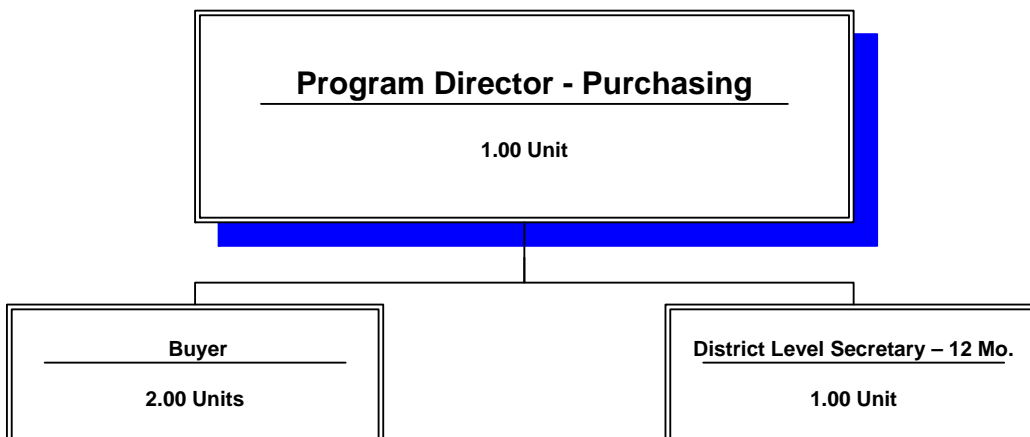 Program Director - Purchasing
1.00 Unit
Buyer
2.00 Units
District Level Secretary – 12 Mo.
1.00 Unit